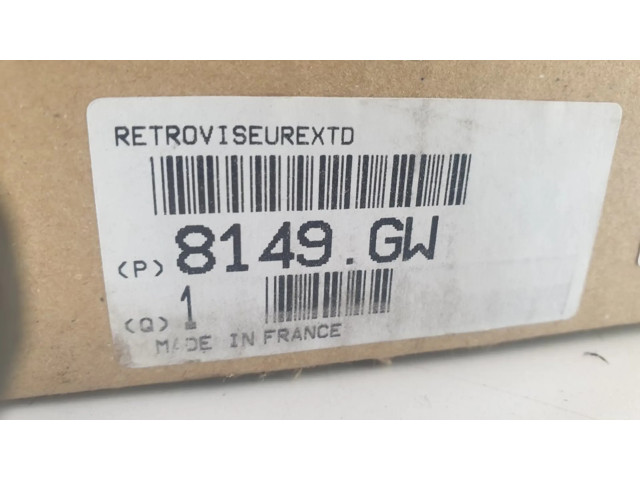 RETROVISEUREXTD
(P) 8149.GW
(Q) 1
MADE IN FRANCE